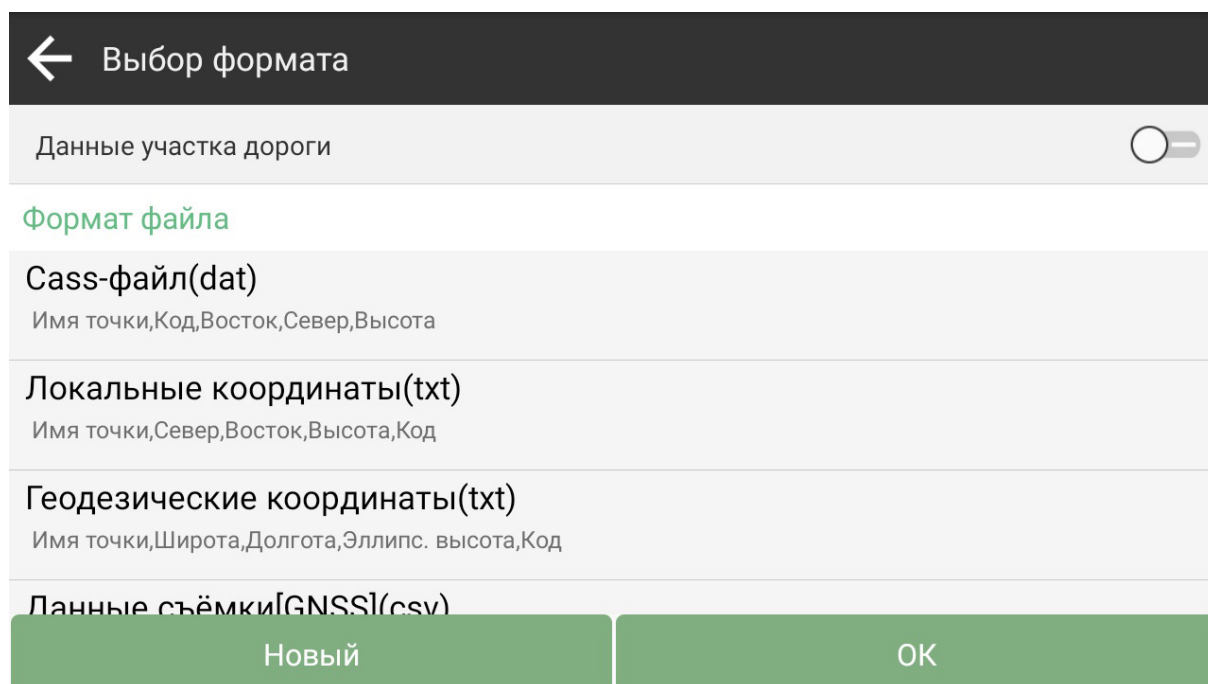 Выбор формата
Данные участка дороги
Формат файла
Cass-файл(dat)
Имя точки,Код,Восток,Север,Высота
Локальные координаты(txt)
Имя точки,Север,Восток,Высота,Код
Геодезические координаты(txt)
Имя точки,Широта,Долгота,Эллипс. высота,Код
Данные съёмки[GNSS](csv)
Новый
ОК